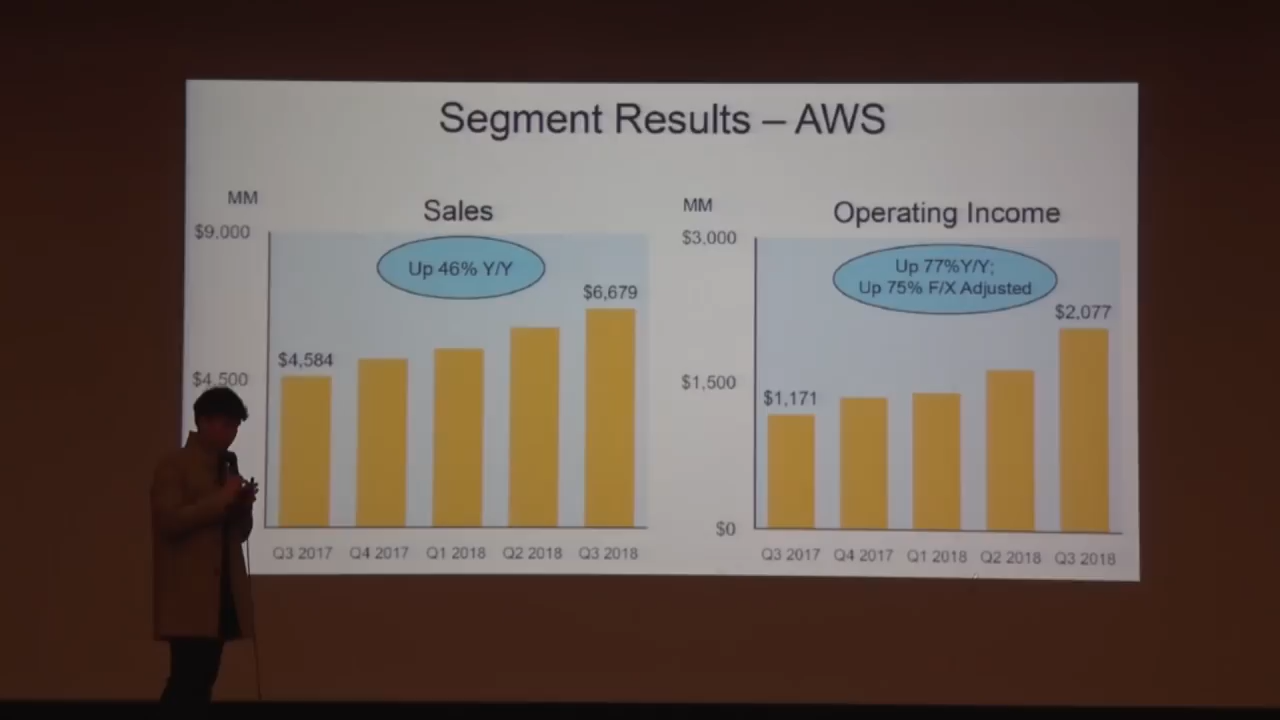 Segment Results – AWS
MM
Sales
$9,000
Up 46% Y/Y
$6,679
$4,584
$4,500
Q3 2017 Q4 2017 Q1 2018 Q2 2018 Q3 2018
MM
Operating Income
$3,000
Up 77%Y/Y;
Up 75% F/X Adjusted
$2,077
$1,500
$1,171
$0
Q3 2017 Q4 2017 Q1 2018 Q2 2018 Q3 2018